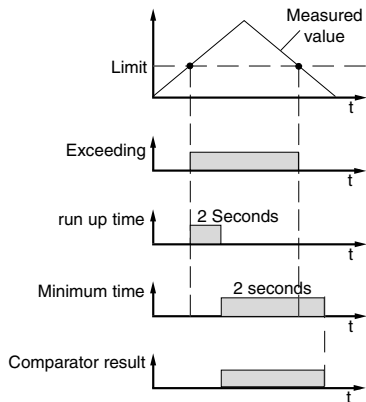 Measured
value
Limit
t
Exceeding
t
run up time
2 Seconds
t
Minimum time
2 seconds
t
Comparator result
t